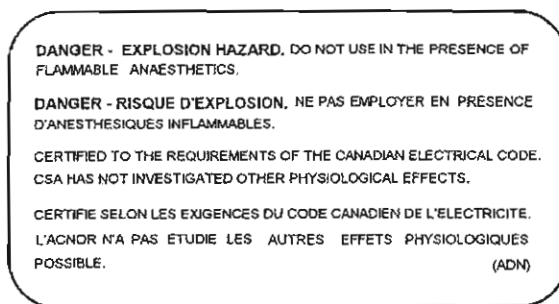 DANGER - EXPLOSION HAZARD. DO NOT USE IN THE PRESENCE OF
FLAMMABLE ANAESTHETICS.
DANGER - RISQUE D'EXPLOSION. NE PAS EMPLOYER EN PRESENCE
D'ANESTHESIQUES INFLAMMABLES.
CERTIFIED TO THE REQUIREMENTS OF THE CANADIAN ELECTRICAL CODE.
CSA HAS NOT INVESTIGATED OTHER PHYSIOLOGICAL EFFECTS.
CERTIFIE SELON LES EXIGENCES DU CODE CANADIEN DE L'ELECTRICITE.
L'ACNOR N'A PAS ETUDIE LES AUTRES EFFETS PHYSIOLOGIQUES
POSSIBLE. (ADN)